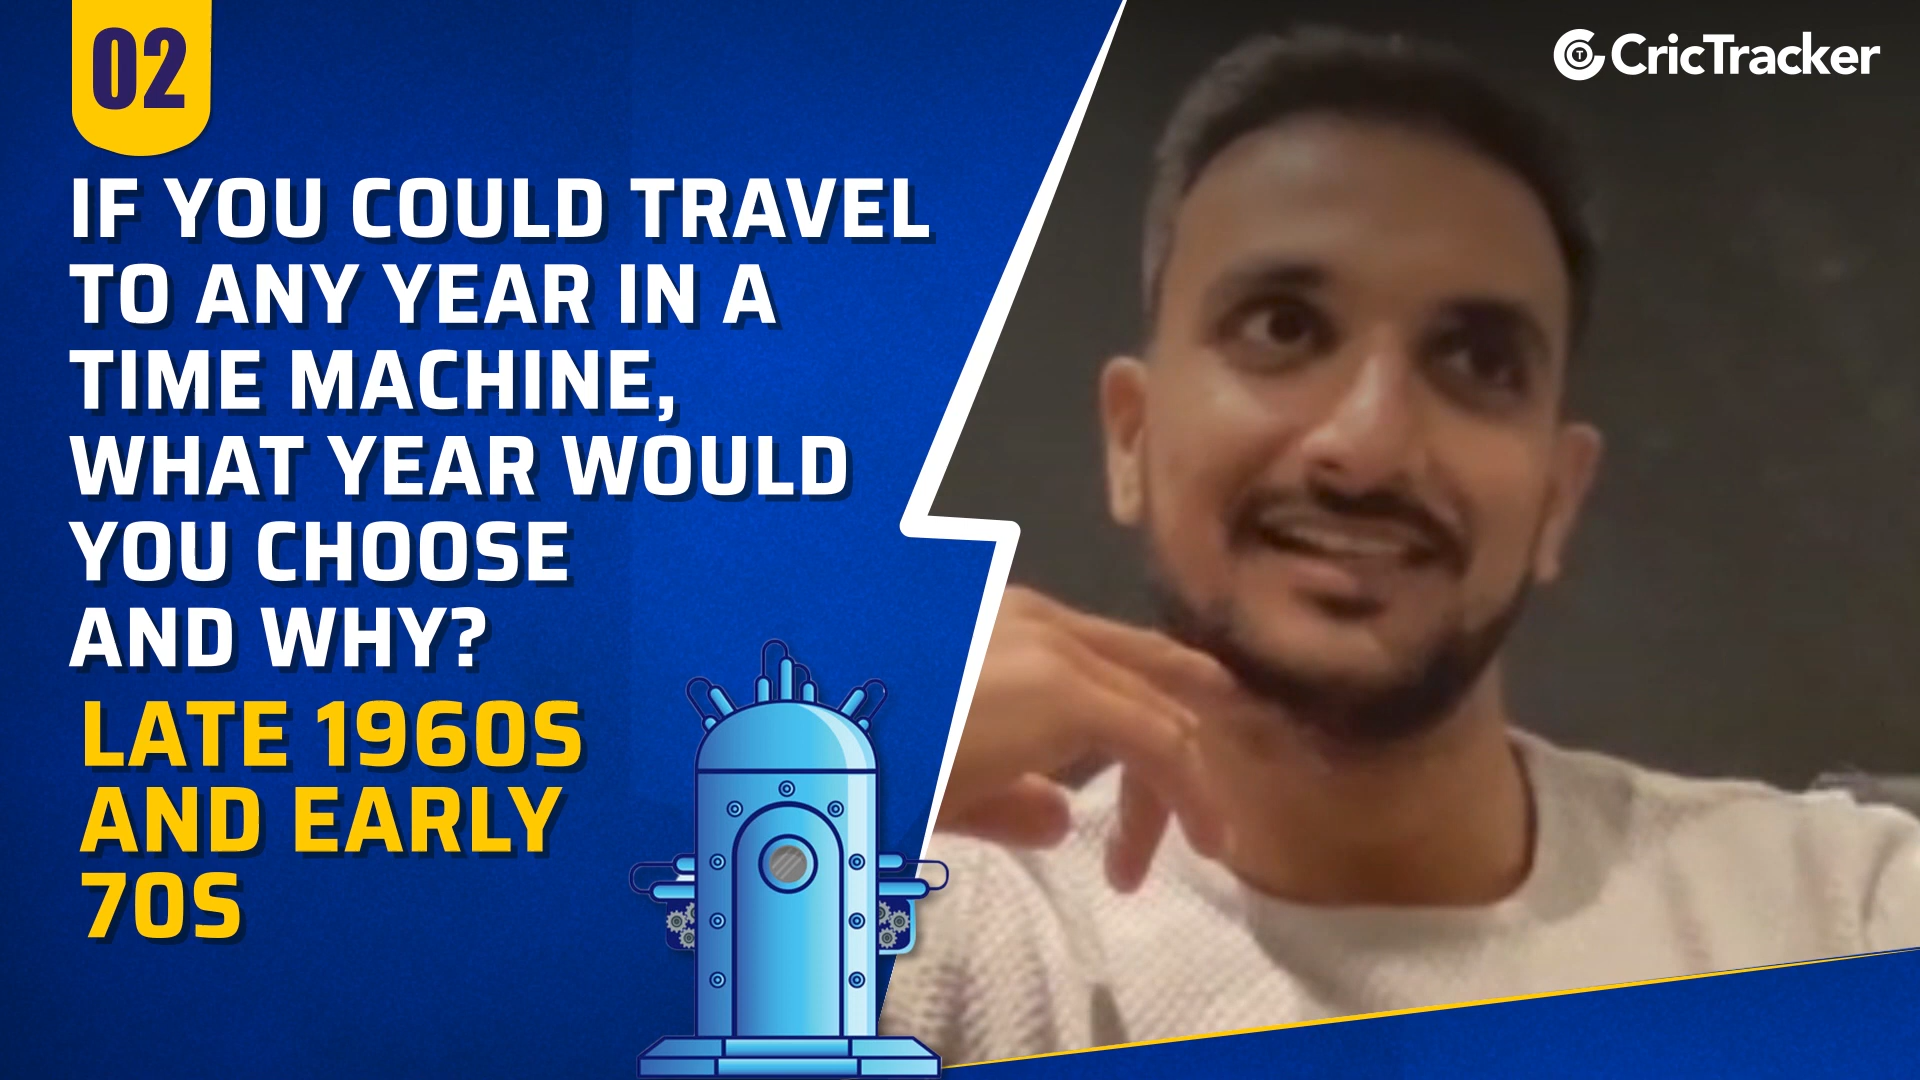 02
CricTracker
IF YOU COULD TRAVEL
TO ANY YEAR IN A
TIME MACHINE,
WHAT YEAR WOULD
YOU CHOOSE
AND WHY?
LATE 1960S
AND EARLY
70S